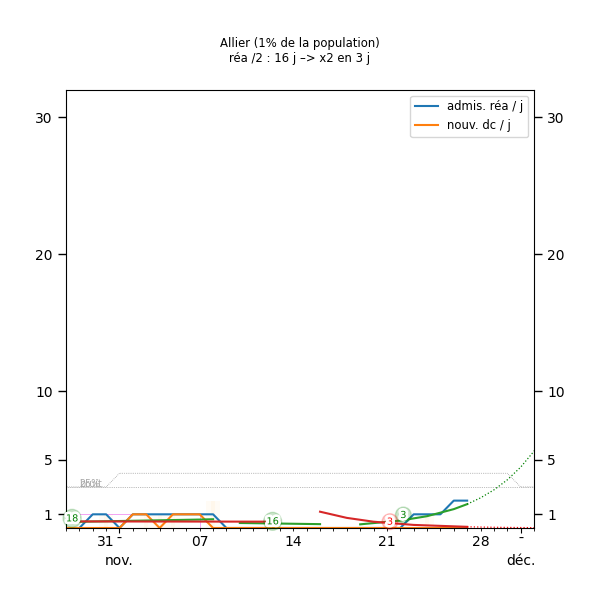 Allier (1% de la population)
réa /2 : 16 j –> x2 en 3 j
admis. réa / j
nouv. dc / j
30 30
20 20
10 10
5 5
1 1
18 16 3 3
31 - 07 14 21 28 -
nov. déc.